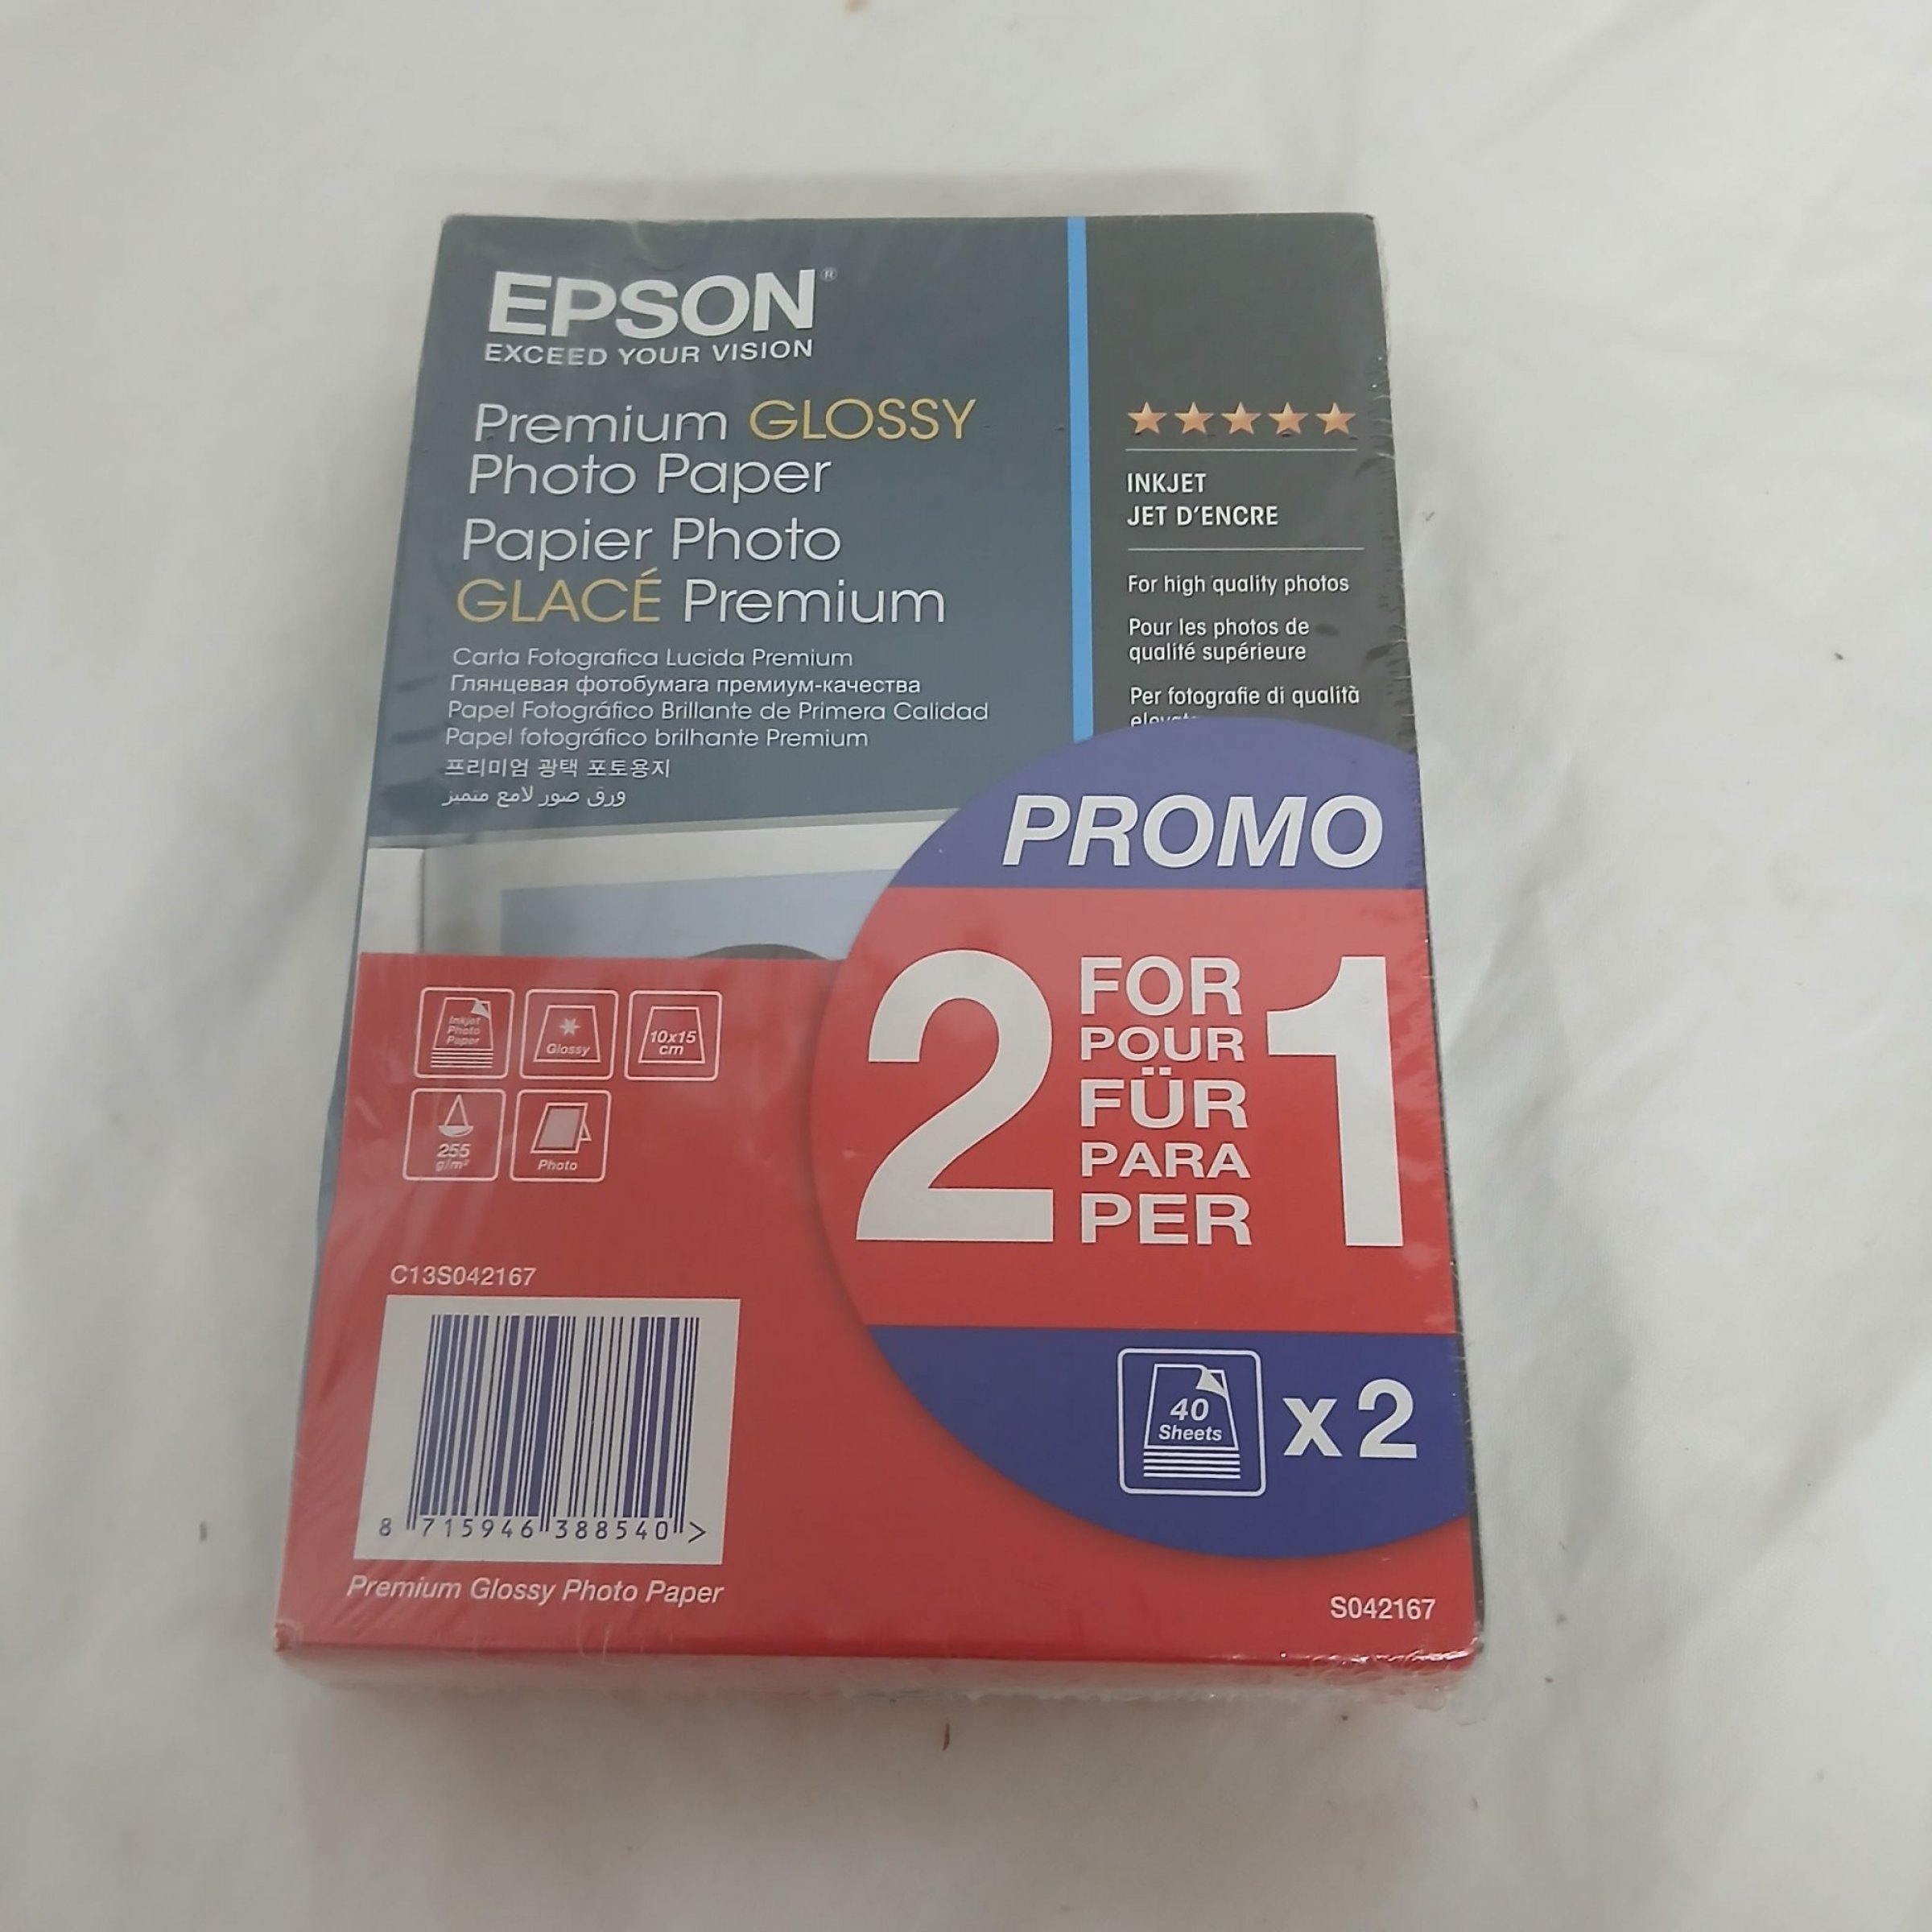 EPSON®
EXCEED YOUR VISION
Premium GLOSSY
Photo Paper
Papier Photo
GLACÉ Premium
Carta Fotografica Lucida Premium
Глянцевая фотобумага премиум-качества
Papel Fotográfico Brillante de Primera Calidad
Papel fotográfico brilhante Premium
프리미엄 광택 포토용지
ورق صور لامع متميز
INKJET
JET D'ENCRE
For high quality photos
Pour les photos de
qualité supérieure
Per fotografie di qualità
PROMO
2 FOR 1
POUR
FÜR
PARA
PER
40
Sheets
x2
Inkjet
Photo
Paper
Glossy
10x15
cm
255
g/m²
Photo
C13S042167
8 715946 388540 >
Premium Glossy Photo Paper
S042167